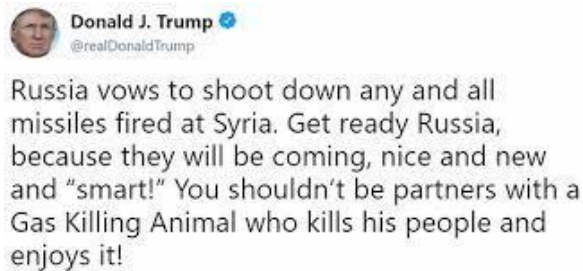 Donald J. Trump
@realDonaldTrump
Russia vows to shoot down any and all
missiles fired at Syria. Get ready Russia,
because they will be coming, nice and new
and “smart!” You shouldn’t be partners with a
Gas Killing Animal who kills his people and
enjoys it!